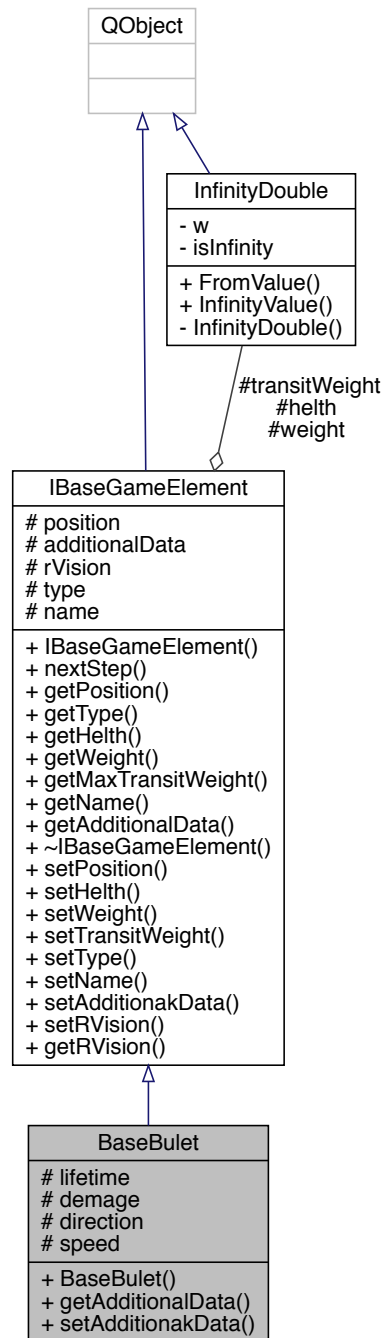 QObject
InfinityDouble
- w
- isInfinity
+ FromValue()
+ InfinityValue()
- InfinityDouble()
#transitWeight
#helth
#weight
IBaseGameElement
# position
# additionalData
# rVision
# type
# name
+ IBaseGameElement()
+ nextStep()
+ getPosition()
+ getType()
+ getHelth()
+ getWeight()
+ getMaxTransitWeight()
+ getName()
+ getAdditionalData()
+ ~IBaseGameElement()
+ setPosition()
+ setHelth()
+ setWeight()
+ setTransitWeight()
+ setType()
+ setName()
+ setAdditionakData()
+ setRVision()
+ getRVision()
BaseBulet
# lifetime
# demage
# direction
# speed
+ BaseBulet()
+ getAdditionalData()
+ setAdditionakData()